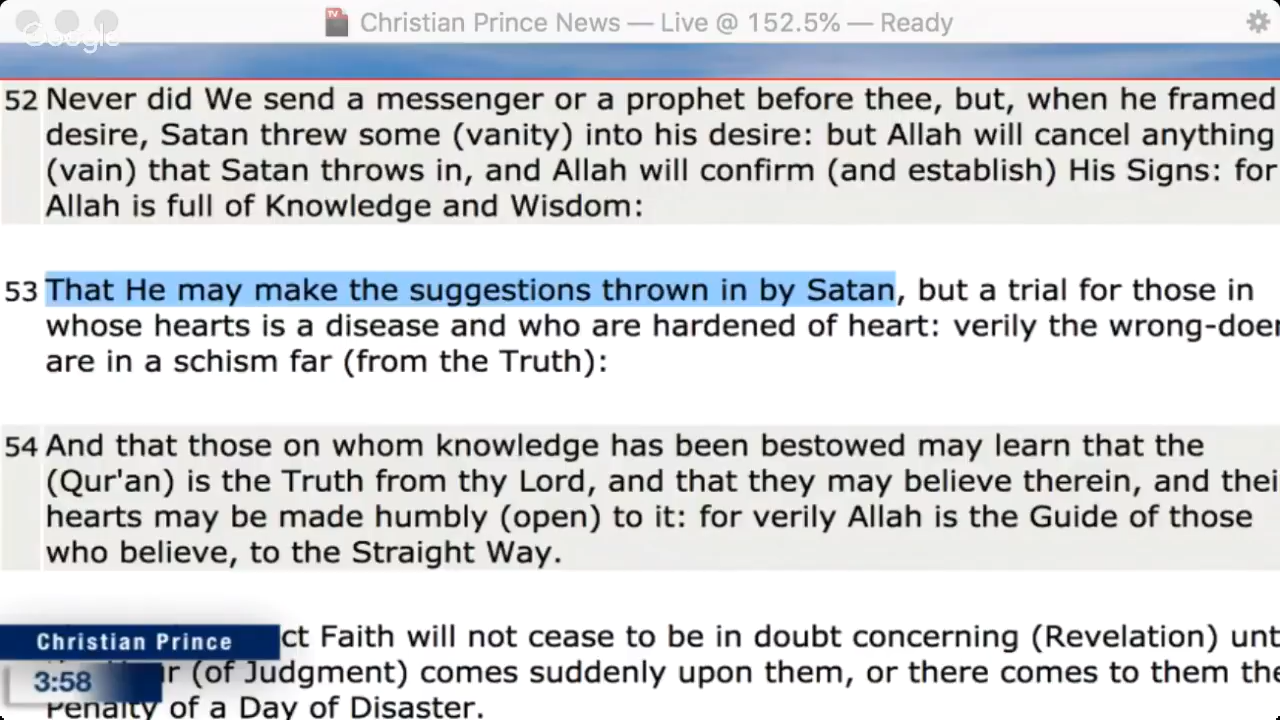 Google
Christian Prince News — Live @ 152.5% — Ready
52 Never did We send a messenger or a prophet before thee, but, when he framed
desire, Satan threw some (vanity) into his desire: but Allah will cancel anything
(vain) that Satan throws in, and Allah will confirm (and establish) His Signs: for
Allah is full of Knowledge and Wisdom:
53 That He may make the suggestions thrown in by Satan, but a trial for those in
whose hearts is a disease and who are hardened of heart: verily the wrong-doer
are in a schism far (from the Truth):
54 And that those on whom knowledge has been bestowed may learn that the
(Qur'an) is the Truth from thy Lord, and that they may believe therein, and thei
hearts may be made humbly (open) to it: for verily Allah is the Guide of those
who believe, to the Straight Way.
Faith will not cease to be in doubt concerning (Revelation) unt
(of Judgment) comes suddenly upon them, or there comes to them the
Penalty of a Day of Disaster.
Christian Prince
3:58